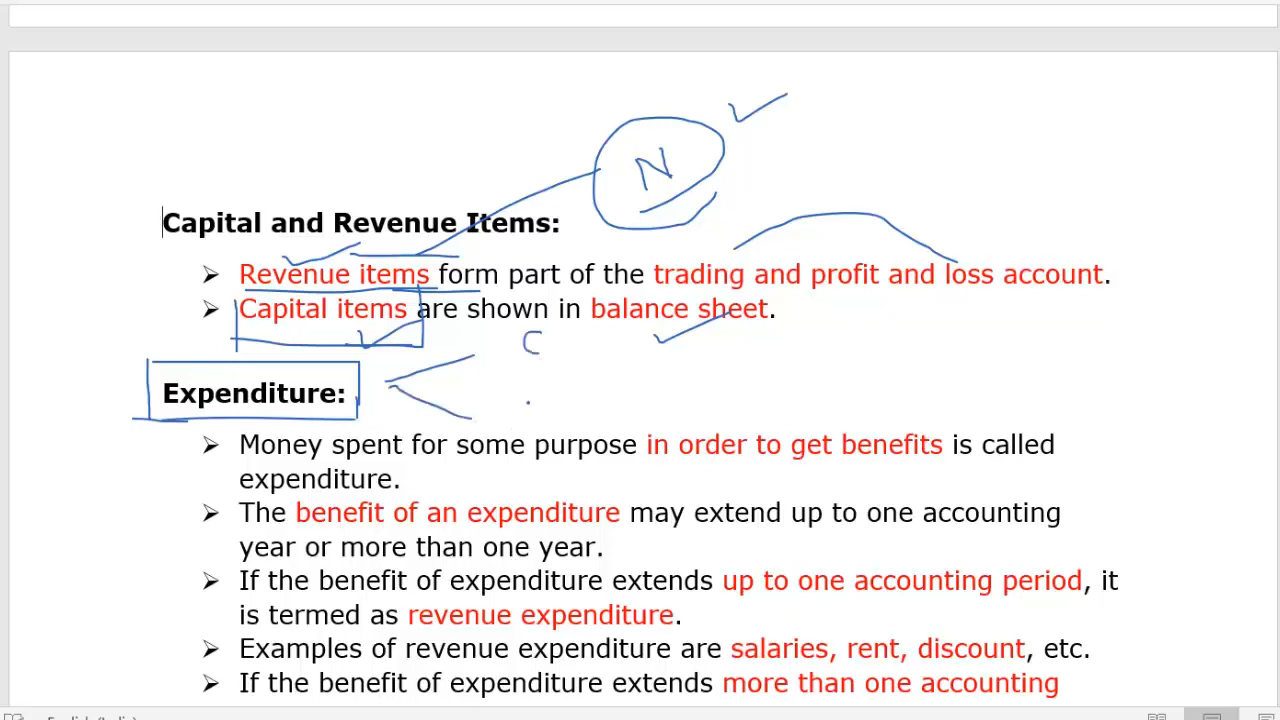 N
Capital and Revenue Items:
➢ Revenue items form part of the trading and profit and loss account.
➢ Capital items are shown in balance sheet.
C
Expenditure:
➢ Money spent for some purpose in order to get benefits is called
expenditure.
➢ The benefit of an expenditure may extend up to one accounting
year or more than one year.
➢ If the benefit of expenditure extends up to one accounting period, it
is termed as revenue expenditure.
➢ Examples of revenue expenditure are salaries, rent, discount, etc.
➢ If the benefit of expenditure extends more than one accounting